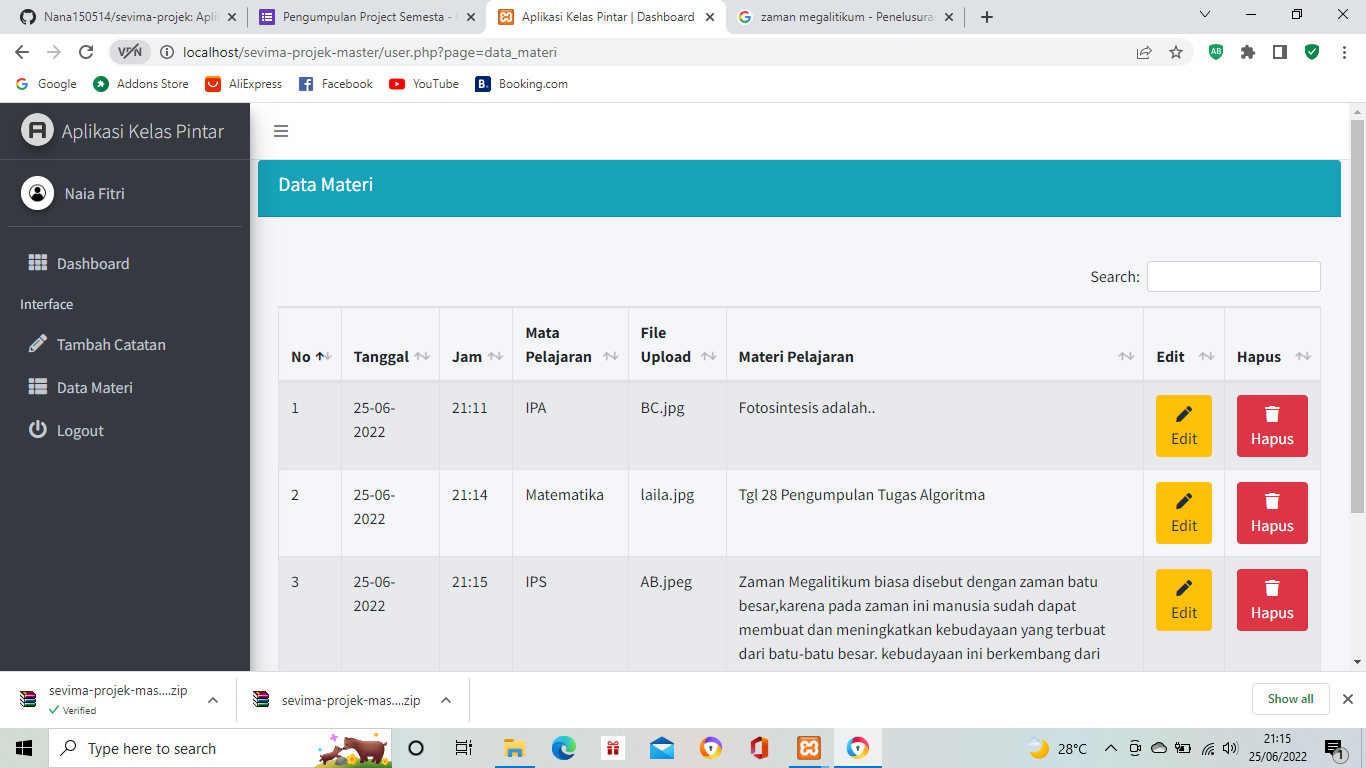 Nana150514/sevima-projek: Apli
Pengumpulan Project Semesta -
Aplikasi Kelas Pintar | Dashboard
zaman megalitikum - Penelusura
VPN
localhost/sevima-projek-master/user.php?page=data_materi
Google
Addons Store
AliExpress
Facebook
YouTube
B.
Booking.com
Aplikasi Kelas Pintar
Naia Fitri
Dashboard
Interface
Tambah Catatan
Data Materi
Logout
Data Materi
Search:
No
Tanggal
Jam
Mata
Pelajaran
File
Upload
Materi Pelajaran
Edit
Hapus
1
25-06-
2022
21:11
IPA
BC.jpg
Fotosintesis adalah..
Edit
Hapus
2
25-06-
2022
21:14
Matematika
laila.jpg
Tgl 28 Pengumpulan Tugas Algoritma
Edit
Hapus
3
25-06-
2022
21:15
IPS
AB.jpeg
Zaman Megalitikum biasa disebut dengan zaman batu
besar,karena pada zaman ini manusia sudah dapat
membuat dan meningkatkan kebudayaan yang terbuat
dari batu-batu besar. kebudayaan ini berkembang dari
Edit
Hapus
sevima-projek-mas....zip
Verified
sevima-projek-mas....zip
Show all
Type here to search
28°C
21:15
25/06/2022
1